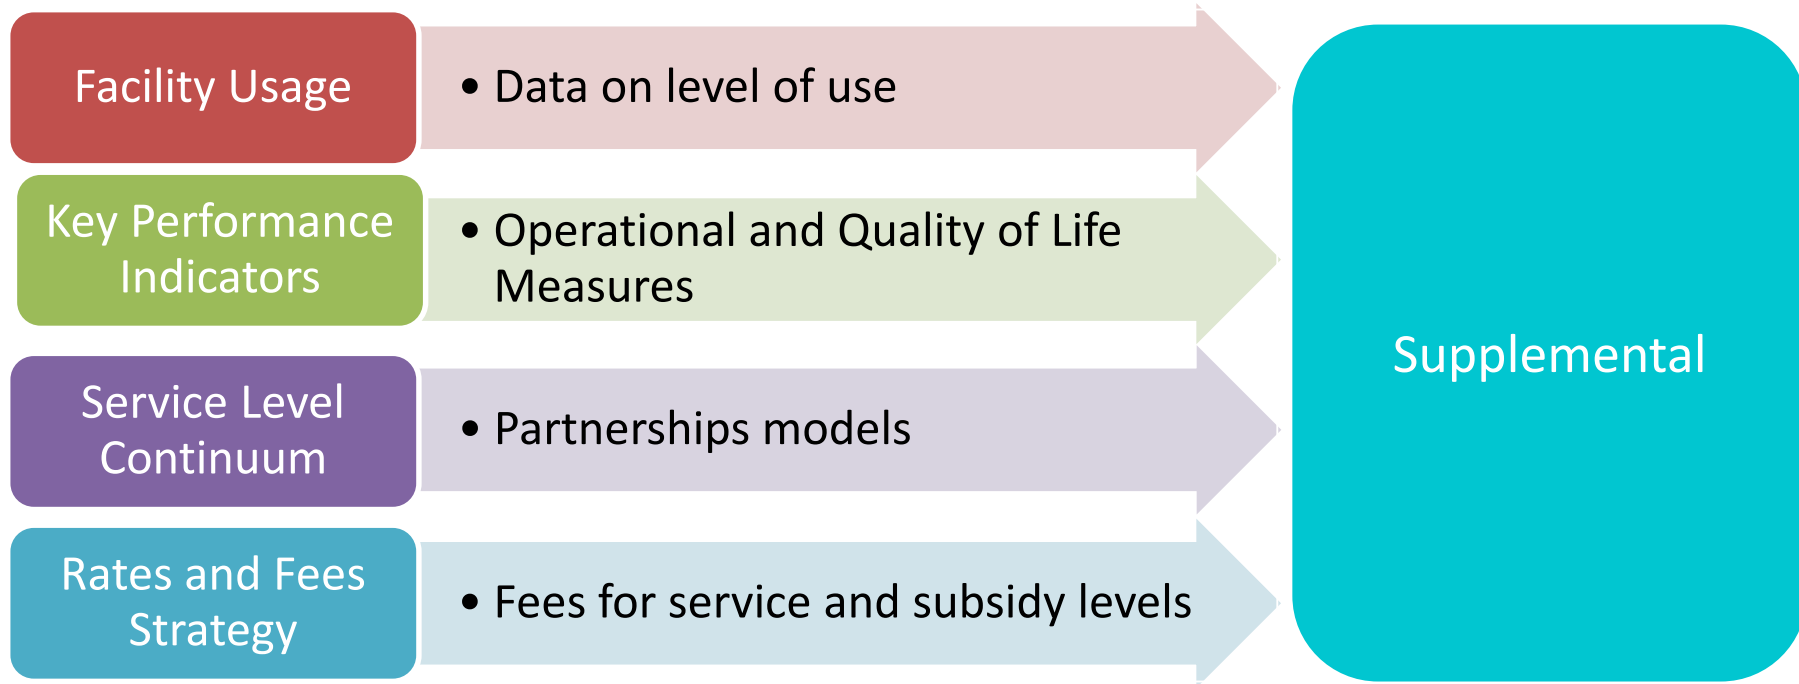 Facility Usage
• Data on level of use
Key Performance
Indicators
• Operational and Quality of Life
Measures
Service Level
Continuum
• Partnerships models
Rates and Fees
Strategy
• Fees for service and subsidy levels
Supplemental